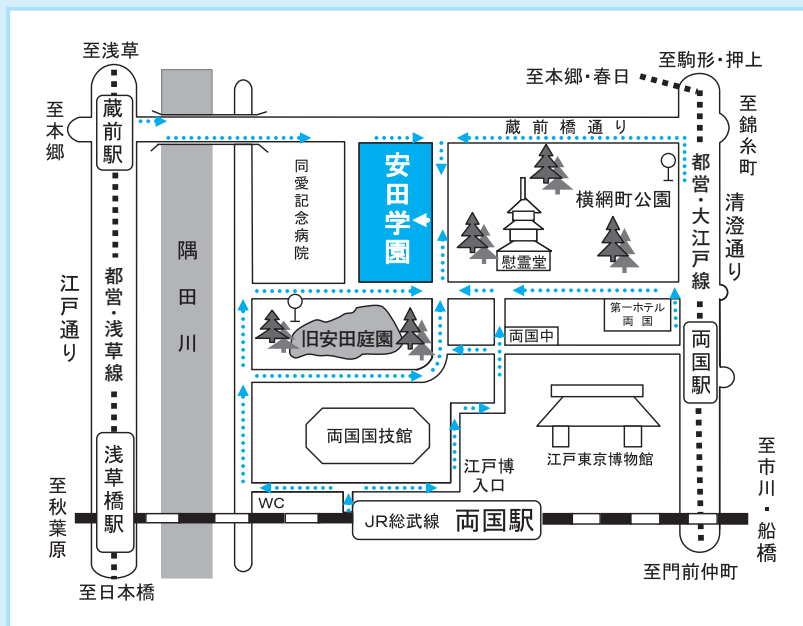 至浅草
至駒形・押上
至本郷・春日
至本郷
蔵前駅
蔵前橋通り
至錦糸町
同愛記念病院
安田学園
横網町公園
慰霊堂
都営・大江戸線
清澄通り
隅田川
江戸通り
都営・浅草線
旧安田庭園
第一ホテル
両国
両国中
両国駅
両国国技館
江戸東京博物館
江戸博
入口
浅草橋駅
至秋葉原
WC
JR総武線 両国駅
至市川・船橋
至日本橋
至門前仲町